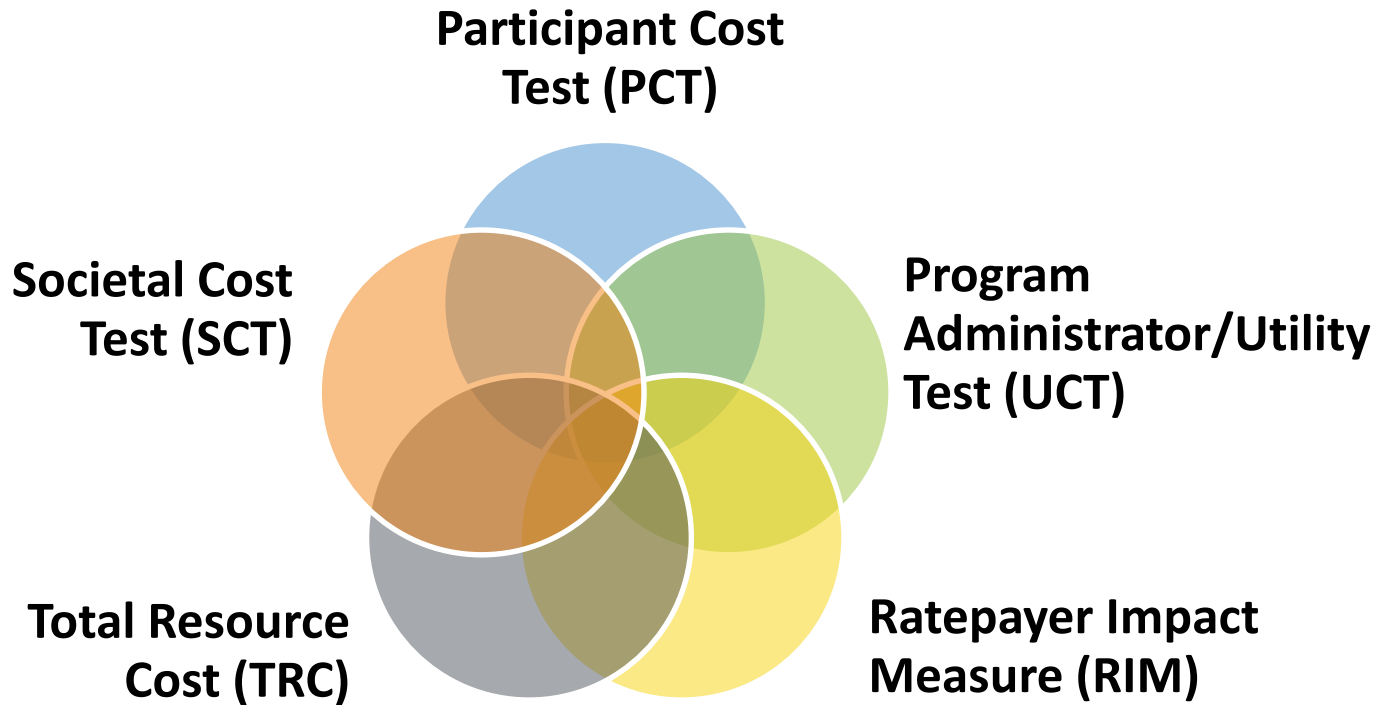 Participant Cost
Test (PCT)
Societal Cost
Test (SCT)
Program
Administrator/Utility
Test (UCT)
Total Resource
Cost (TRC)
Ratepayer Impact
Measure (RIM)